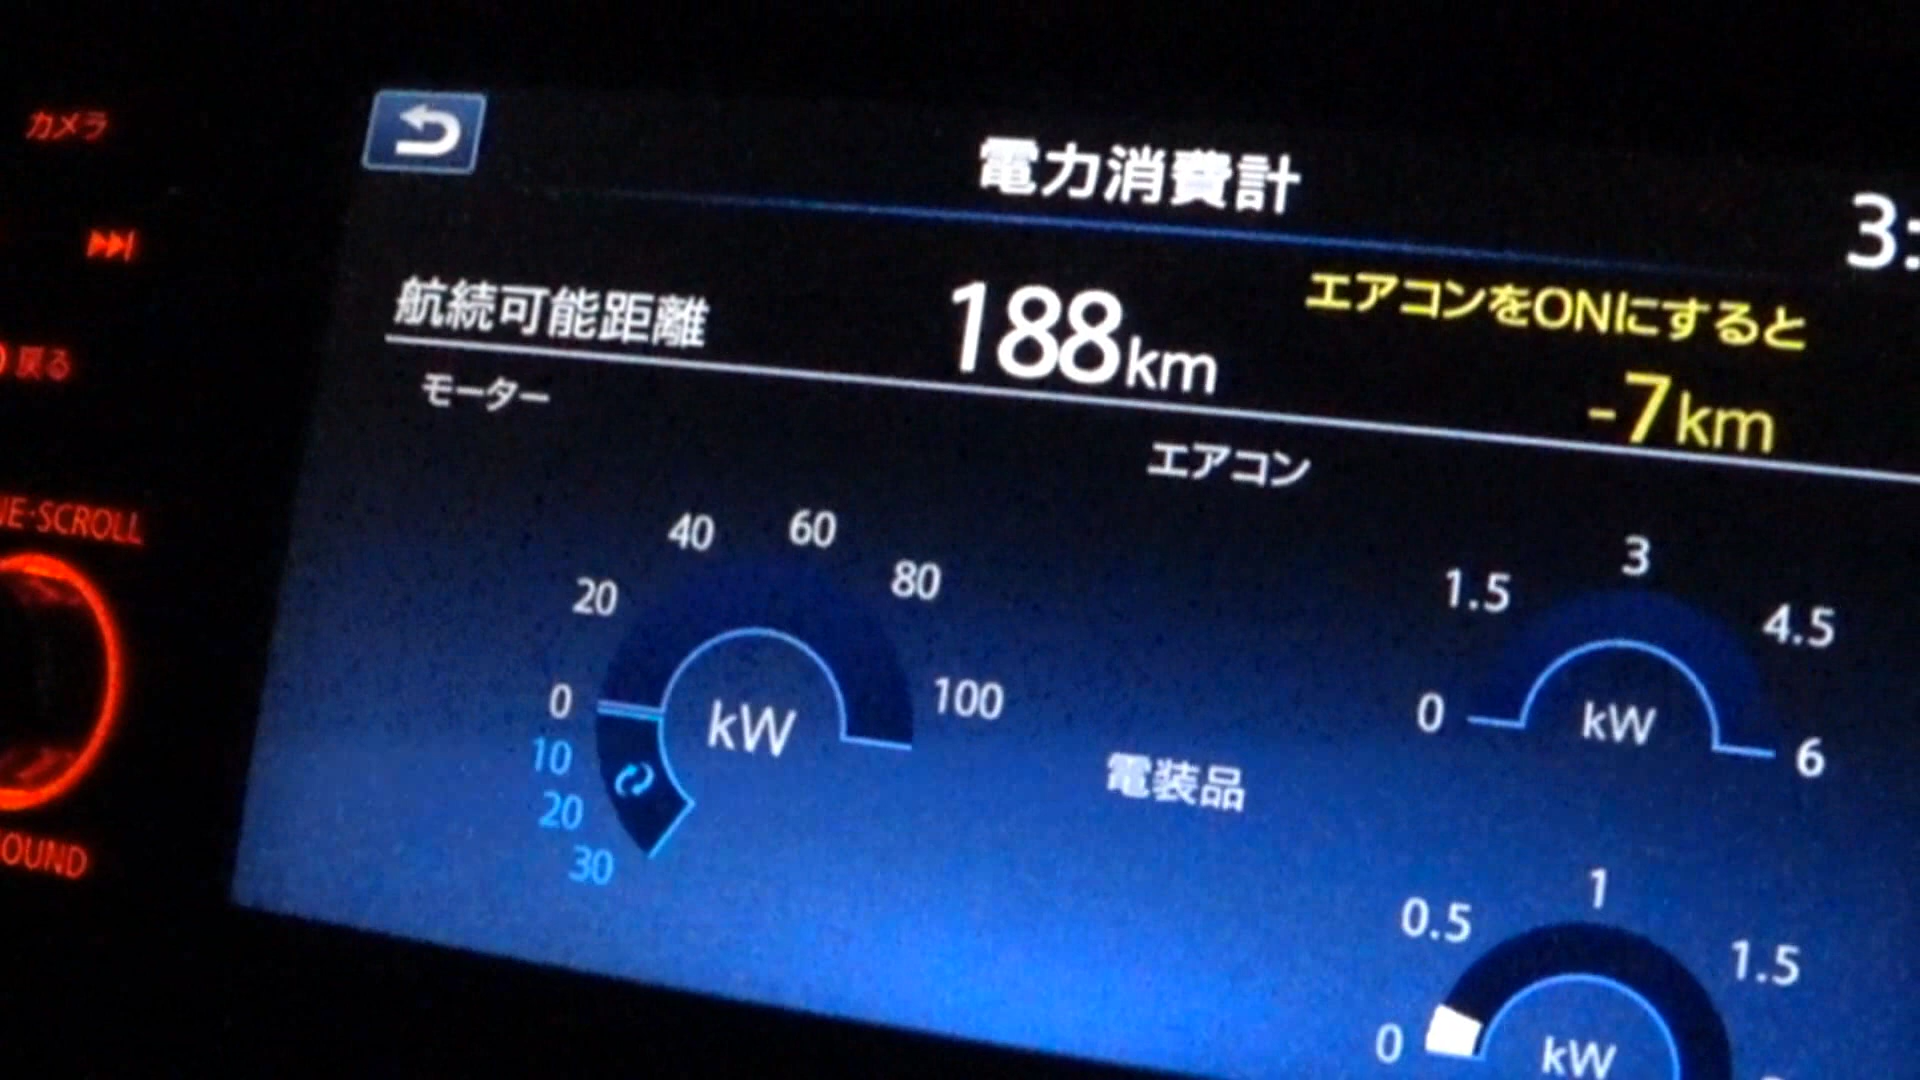 カメラ
電力消費計
3:
戻る
航続可能距離
188km
エアコンをONにすると
-7km
モーター
エアコン
SCROLL
20
40
60
80
100
0
10
20
30
kW
0
1.5
3
4.5
6
kW
電装品
0
0.5
1
1.5
kW
OUND